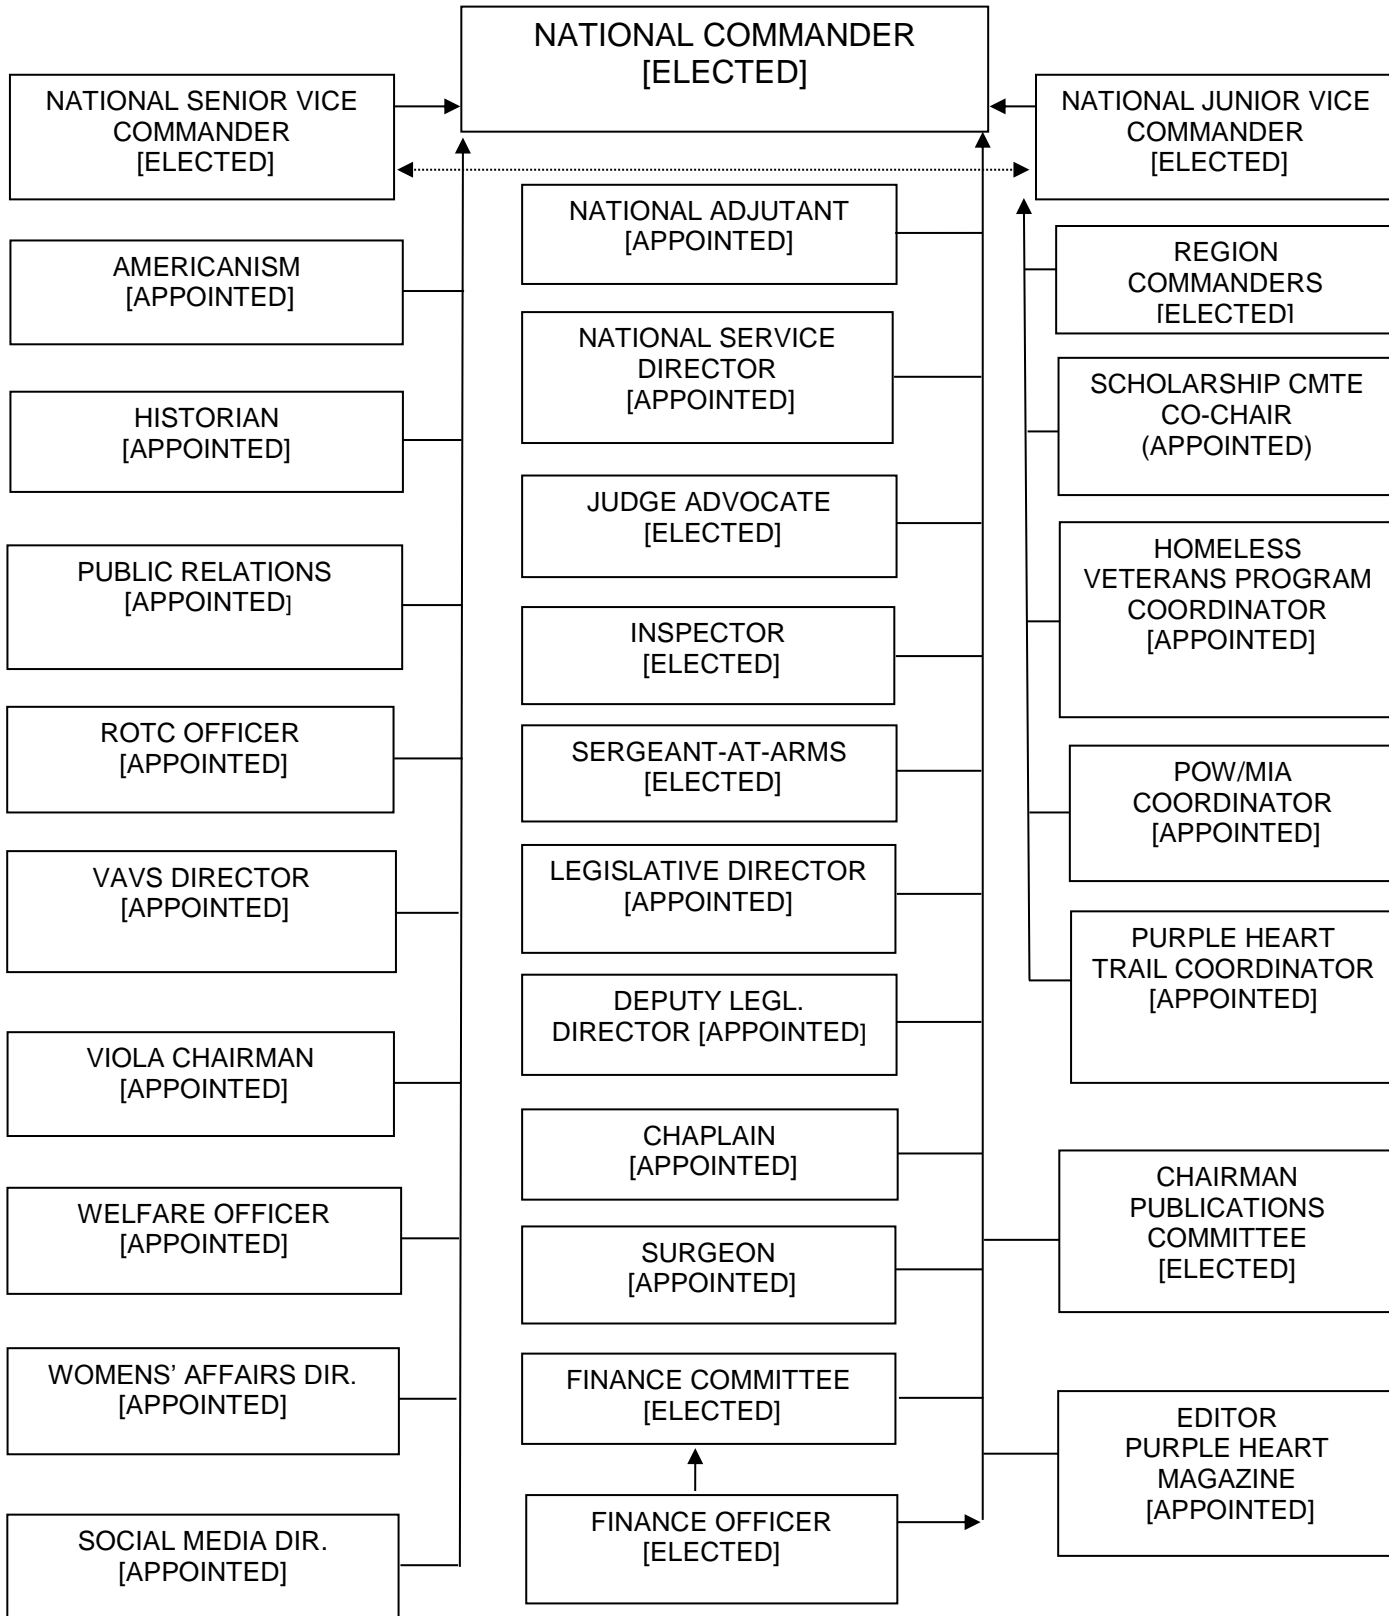 NATIONAL COMMANDER
[ELECTED]
NATIONAL SENIOR VICE
COMMANDER
[ELECTED]
NATIONAL JUNIOR VICE
COMMANDER
[ELECTED]
AMERICANISM
[APPOINTED]
HISTORIAN
[APPOINTED]
PUBLIC RELATIONS
[APPOINTED]
ROTC OFFICER
[APPOINTED]
VAVS DIRECTOR
[APPOINTED]
VIOLA CHAIRMAN
[APPOINTED]
WELFARE OFFICER
[APPOINTED]
WOMENS’ AFFAIRS DIR.
[APPOINTED]
SOCIAL MEDIA DIR.
[APPOINTED]
NATIONAL ADJUTANT
[APPOINTED]
NATIONAL SERVICE
DIRECTOR
[APPOINTED]
JUDGE ADVOCATE
[ELECTED]
INSPECTOR
[ELECTED]
SERGEANT-AT-ARMS
[ELECTED]
LEGISLATIVE DIRECTOR
[APPOINTED]
DEPUTY LEGL.
DIRECTOR [APPOINTED]
CHAPLAIN
[APPOINTED]
SURGEON
[APPOINTED]
FINANCE COMMITTEE
[ELECTED]
FINANCE OFFICER
[ELECTED]
REGION
COMMANDERS
[ELECTED]
SCHOLARSHIP CMTE
CO-CHAIR
(APPOINTED)
HOMELESS
VETERANS PROGRAM
COORDINATOR
[APPOINTED]
POW/MIA
COORDINATOR
[APPOINTED]
PURPLE HEART
TRAIL COORDINATOR
[APPOINTED]
CHAIRMAN
PUBLICATIONS
COMMITTEE
[ELECTED]
EDITOR
PURPLE HEART
MAGAZINE
[APPOINTED]